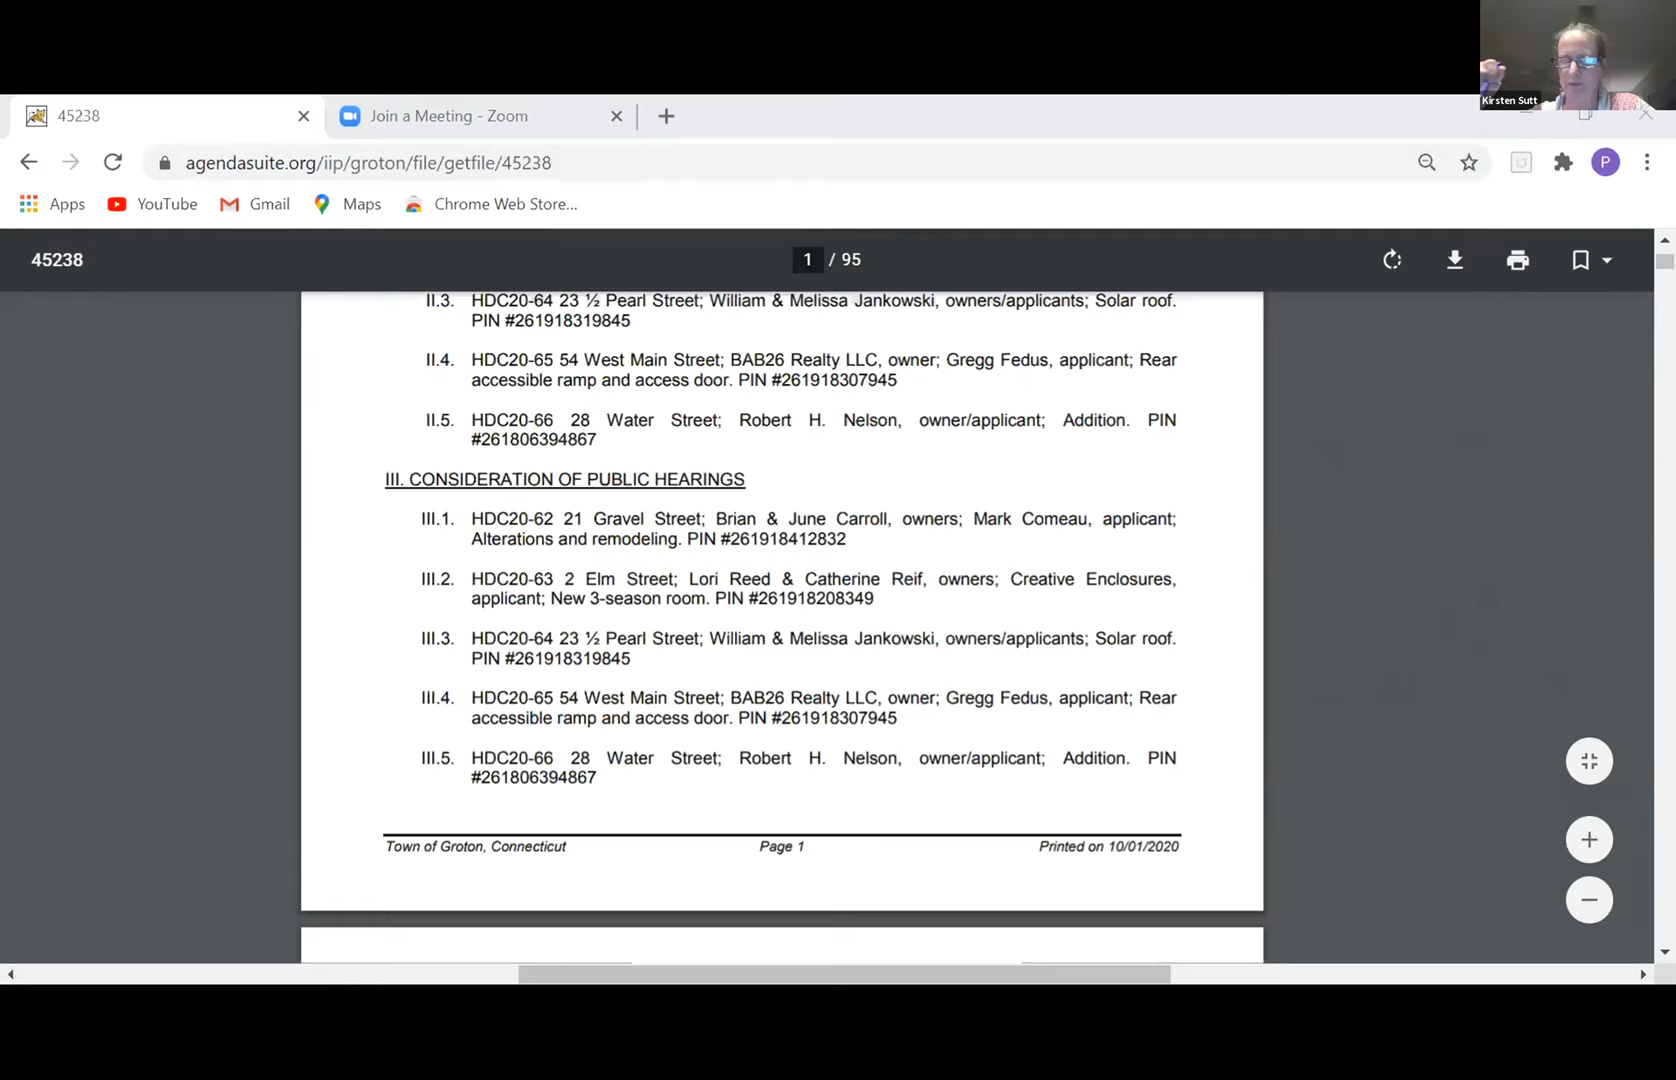 Kirsten Sutt
45238
Join a Meeting - Zoom
agendasuite.org/iip/groton/file/getfile/45238
P
Apps YouTube Gmail Maps Chrome Web Store...
45238 1 / 95
II.3. HDC20-64 23 ½ Pearl Street; William & Melissa Jankowski, owners/applicants; Solar roof.
PIN #261918319845
II.4. HDC20-65 54 West Main Street; BAB26 Realty LLC, owner; Gregg Fedus, applicant; Rear
accessible ramp and access door. PIN #261918307945
II.5. HDC20-66 28 Water Street; Robert H. Nelson, owner/applicant; Addition. PIN
#261806394867
III. CONSIDERATION OF PUBLIC HEARINGS
III.1. HDC20-62 21 Gravel Street; Brian & June Carroll, owners; Mark Comeau, applicant;
Alterations and remodeling. PIN #261918412832
III.2. HDC20-63 2 Elm Street; Lori Reed & Catherine Reif, owners; Creative Enclosures,
applicant; New 3-season room. PIN #261918208349
III.3. HDC20-64 23 ½ Pearl Street; William & Melissa Jankowski, owners/applicants; Solar roof.
PIN #261918319845
III.4. HDC20-65 54 West Main Street; BAB26 Realty LLC, owner; Gregg Fedus, applicant; Rear
accessible ramp and access door. PIN #261918307945
III.5. HDC20-66 28 Water Street; Robert H. Nelson, owner/applicant; Addition. PIN
#261806394867
Town of Groton, Connecticut Page 1 Printed on 10/01/2020